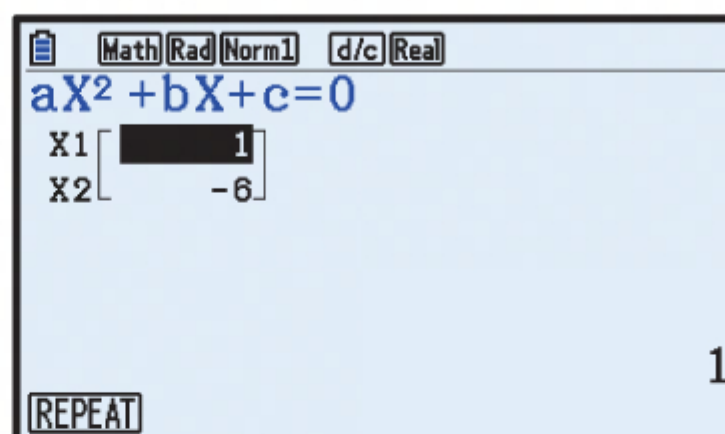 Math Rad Norm1 d/c Real
aX² +bX+c=0
X1 1
X2 -6
1
REPEAT